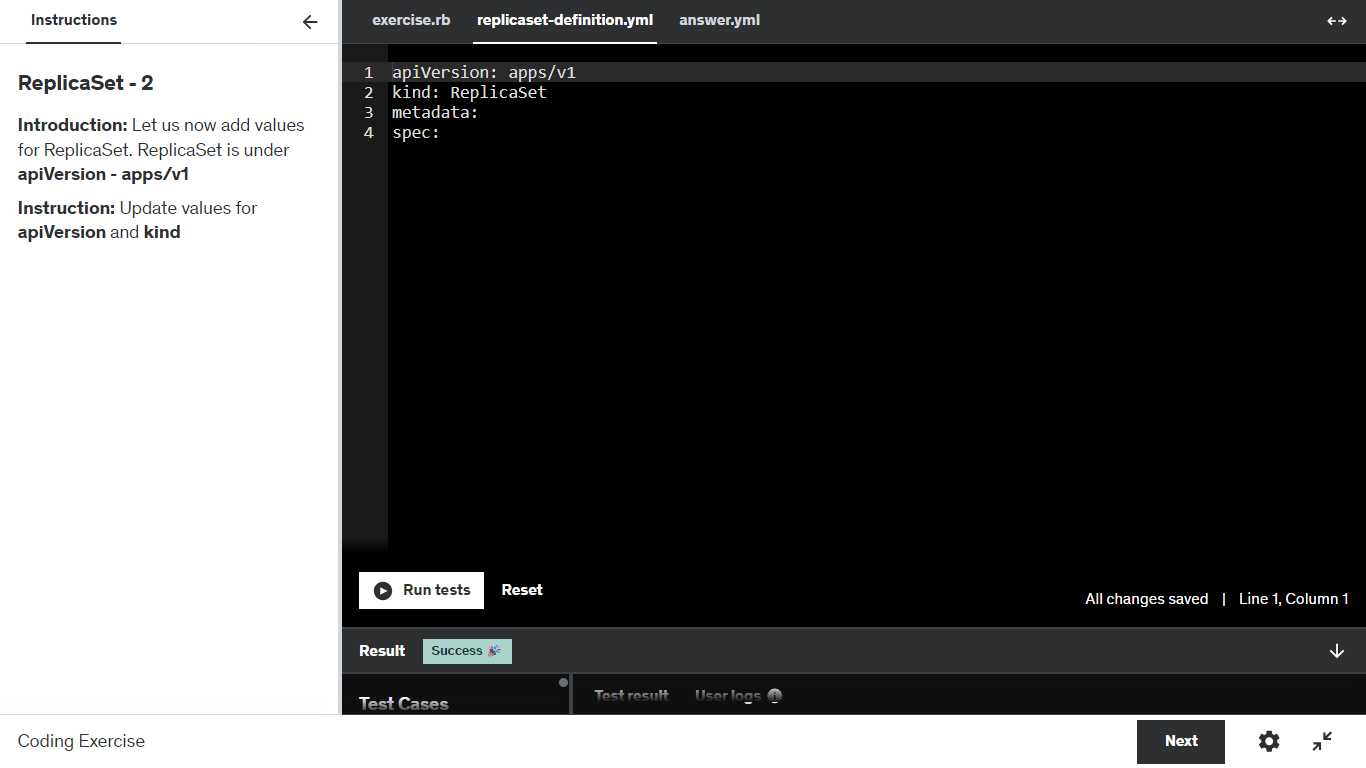 Instructions
ReplicaSet - 2
Introduction: Let us now add values
for ReplicaSet. ReplicaSet is under
apiVersion - apps/v1
Instruction: Update values for
apiVersion and kind
exercise.rb replicaset-definition.yml answer.yml
1 apiVersion: apps/v1
2 kind: ReplicaSet
3 metadata:
4 spec:
Run tests Reset
All changes saved | Line 1, Column 1
Result Success 🎉
Test Cases
Test result User logs
Coding Exercise
Next